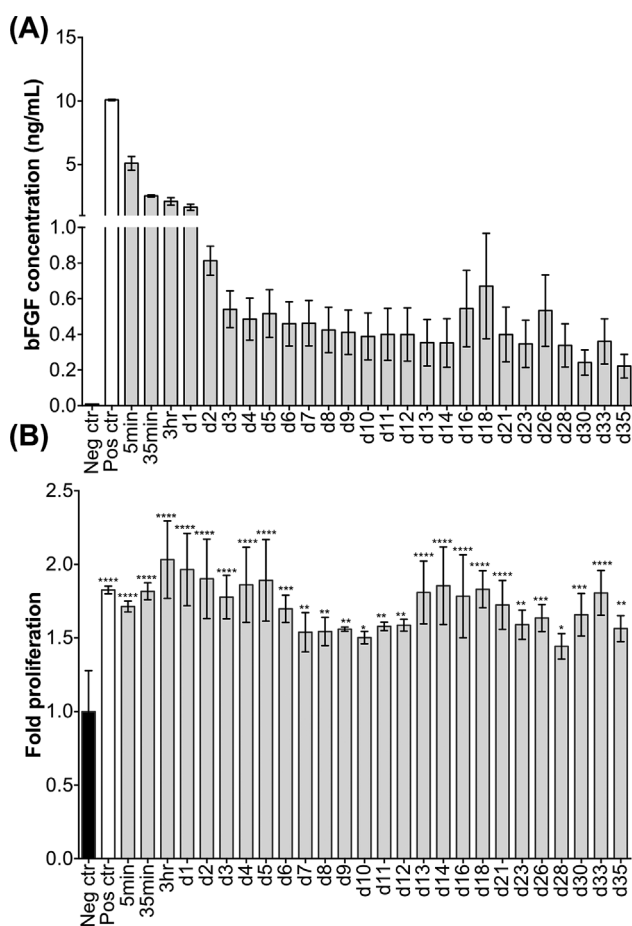 (A)
bFGF concentration (ng/mL)
15
10
5
1.0
0.8
0.6
0.4
0.2
0.0
Neg ctr
Pos ctr
5min
35min
3hr
d1
d2
d3
d4
d5
d6
d7
d8
d9
d10
d11
d12
d13
d14
d16
d18
d21
d23
d26
d28
d30
d33
d35
(B)
Fold proliferation
2.5
2.0
1.5
1.0
0.5
0.0
****
****
****
****
****
****
****
****
****
***
**
**
**
*
**
**
****
****
****
****
****
**
***
*
***
****
**
Neg ctr
Pos ctr
5min
35min
3hr
d1
d2
d3
d4
d5
d6
d7
d8
d9
d10
d11
d12
d13
d14
d16
d18
d21
d23
d26
d28
d30
d33
d35